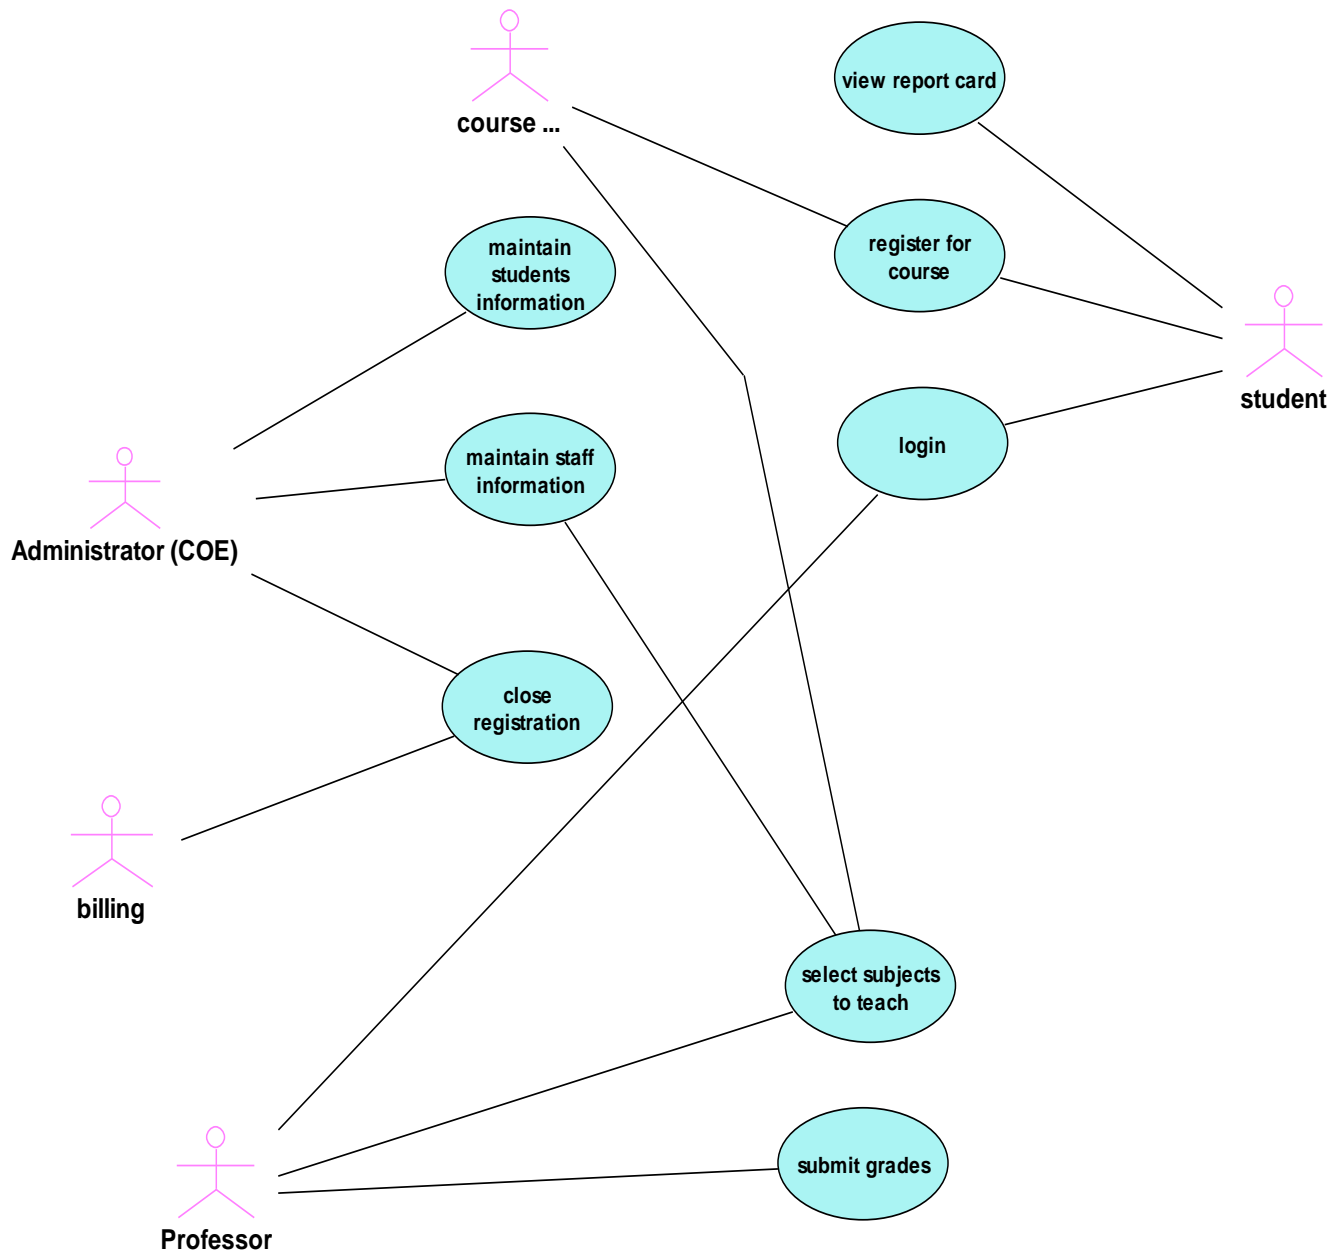 view report card
course ...
maintain
students
information
register for
course
student
maintain staff
information
login
Administrator (COE)
close
registration
billing
select subjects
to teach
submit grades
Professor